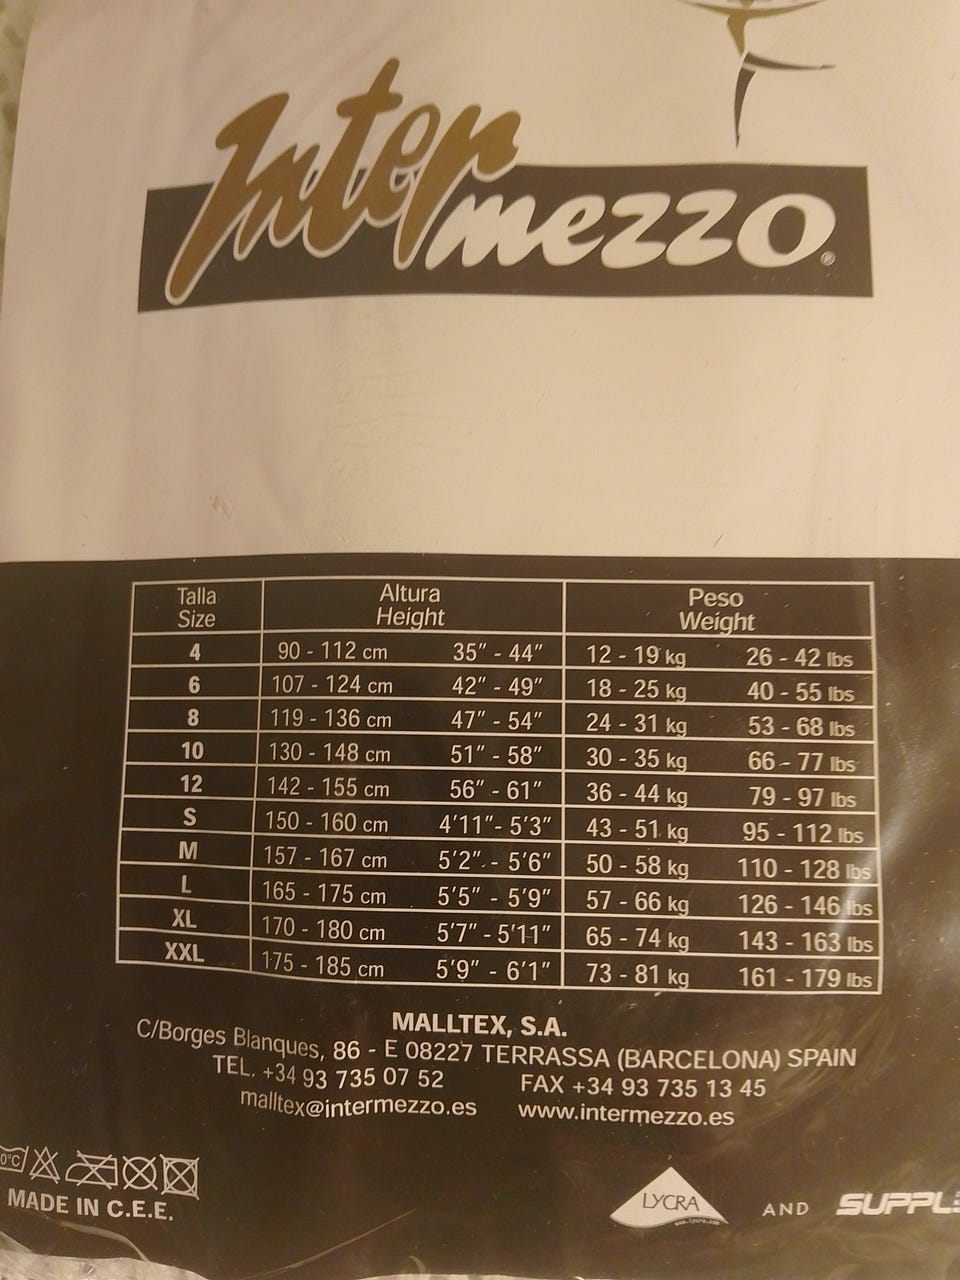 Intermezzo®
Talla Altura Peso
Size Height Weight
4 90 - 112 cm 35" - 44" 12 - 19 kg 26 - 42 lbs
6 107 - 124 cm 42" - 49" 18 - 25 kg 40 - 55 lbs
8 119 - 136 cm 47" - 54" 24 - 31 kg 53 - 68 lbs
10 130 - 148 cm 51" - 58" 30 - 35 kg 66 - 77 lbs
12 142 - 155 cm 56" - 61" 36 - 44 kg 79 - 97 lbs
S 150 - 160 cm 4'11"- 5'3" 43 - 51 kg 95 - 112 lbs
M 157 - 167 cm 5'2" - 5'6" 50 - 58 kg 110 - 128 lbs
L 165 - 175 cm 5'5" - 5'9" 57 - 66 kg 126 - 146 lbs
XL 170 - 180 cm 5'7" - 5'11" 65 - 74 kg 143 - 163 lbs
XXL 175 - 185 cm 5'9" - 6'1" 73 - 81 kg 161 - 179 lbs
MALLTEX, S.A.
C/Borges Blanques, 86 - E 08227 TERRASSA (BARCELONA) SPAIN
TEL. +34 93 735 07 52 FAX +34 93 735 13 45
malltex@intermezzo.es www.intermezzo.es
MADE IN C.E.E.
LYCRA AND
www.lycra.com